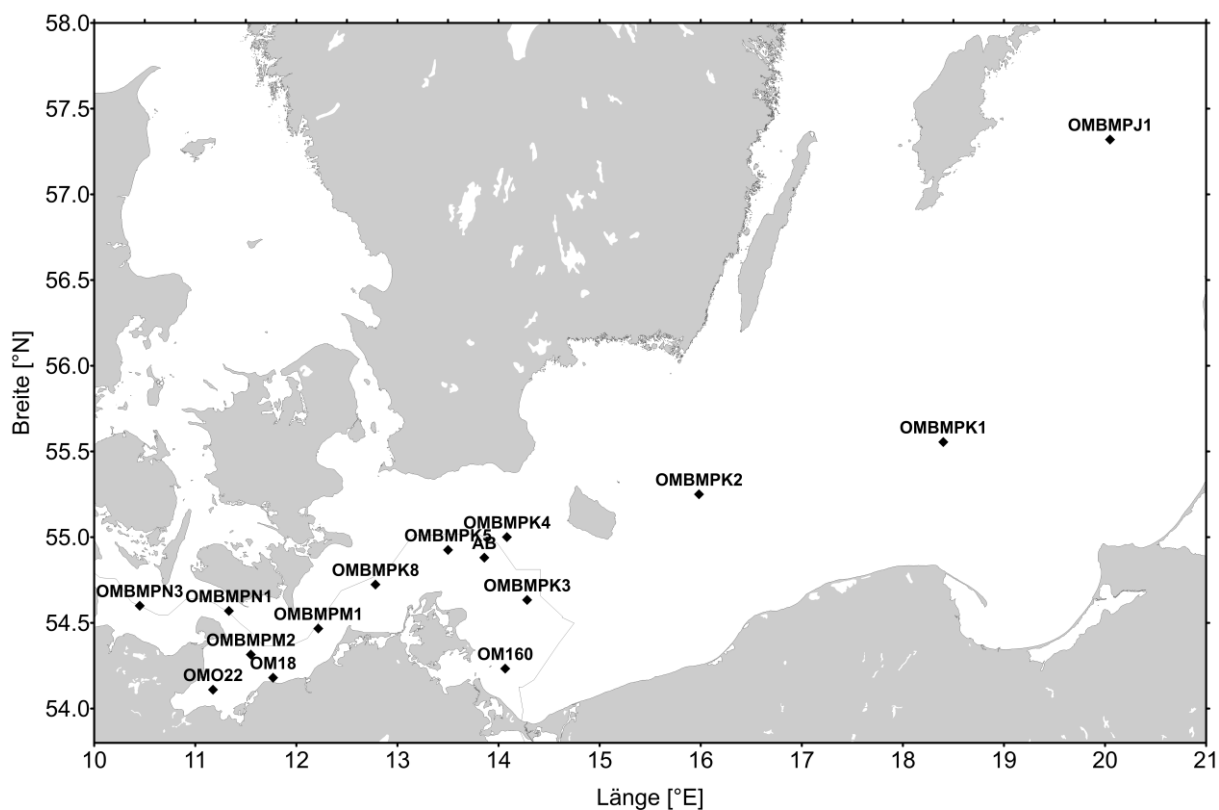 58.0
57.5
57.0
56.5
56.0
55.5
55.0
54.5
54.0
Breite [°N]
OMBMPJ1
OMBMPK1
OMBMPK2
OMBMPK4
OMBMPK5
AB
OMBMPK8
OMBMPK3
OMBMPN3
OMBMPN1
OMBMPM1
OMBMPM2
OM18
OM160
OMO22
10 11 12 13 14 15 16 17 18 19 20 21
Länge [°E]